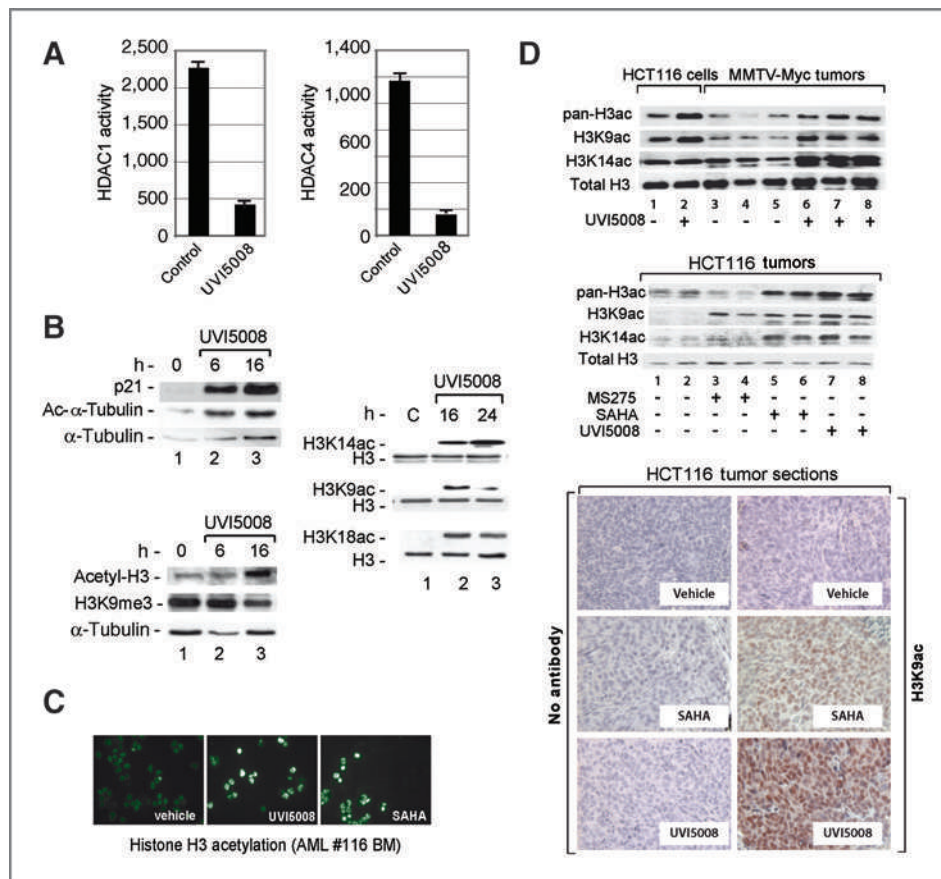 A
HDAC1 activity
2,500
2,000
1,500
1,000
500
0
Control
UVI5008
HDAC4 activity
1,400
1,000
600
200
0
Control
UVI5008
B
UVI5008
h - 0 6 16
p21 -
Ac-α-Tubulin -
α-Tubulin -
1 2 3
UVI5008
h - 0 6 16
Acetyl-H3 -
H3K9me3 -
α-Tubulin -
1 2 3
UVI5008
h - C 16 24
H3K14ac -
H3 -
H3K9ac -
H3 -
H3K18ac -
H3 -
1 2 3
C
vehicle
UVI5008
SAHA
Histone H3 acetylation (AML #116 BM)
D
HCT116 cells MMTV-Myc tumors
pan-H3ac
H3K9ac
H3K14ac
Total H3
1 2 3 4 5 6 7 8
UVI5008 - + - - - + + +
HCT116 tumors
pan-H3ac
H3K9ac
H3K14ac
Total H3
1 2 3 4 5 6 7 8
MS275 - - + + - - - -
SAHA - - - - + + - -
UVI5008 - - - - - - + +
HCT116 tumor sections
No antibody
H3K9ac
Vehicle
Vehicle
SAHA
SAHA
UVI5008
UVI5008